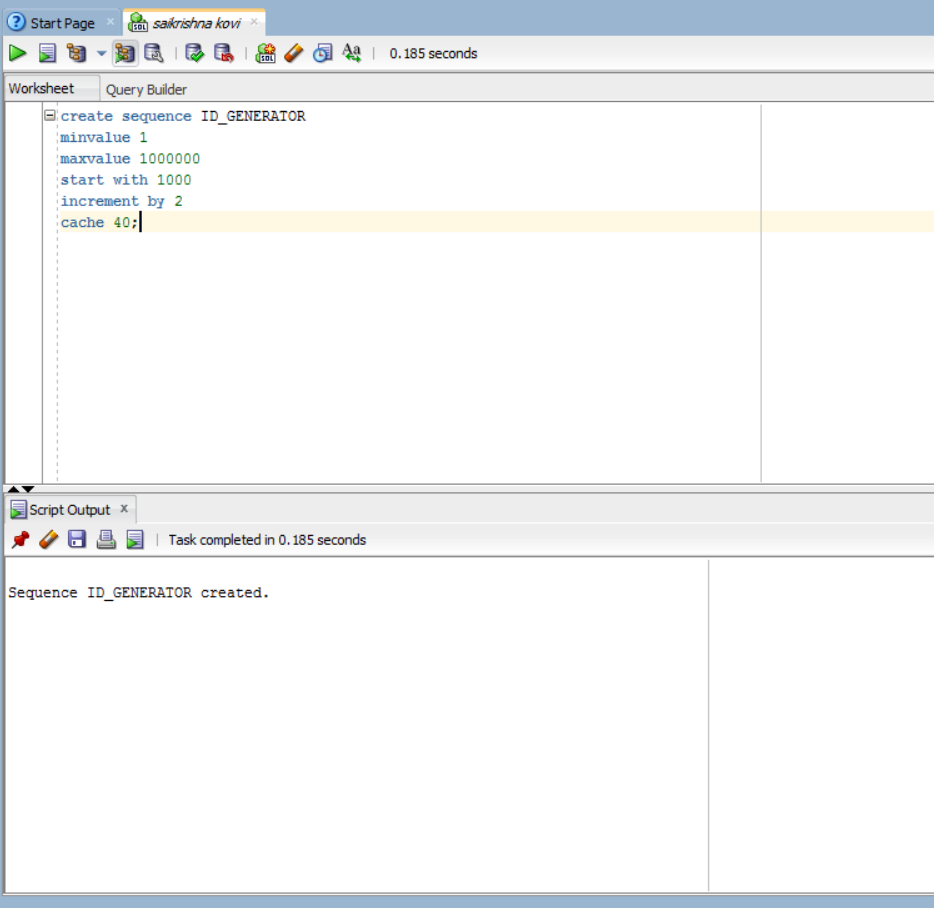 Start Page
saikrishna kovi
0.185 seconds
Worksheet Query Builder
create sequence ID_GENERATOR
minvalue 1
maxvalue 1000000
start with 1000
increment by 2
cache 40;
Script Output x
Task completed in 0.185 seconds
Sequence ID_GENERATOR created.